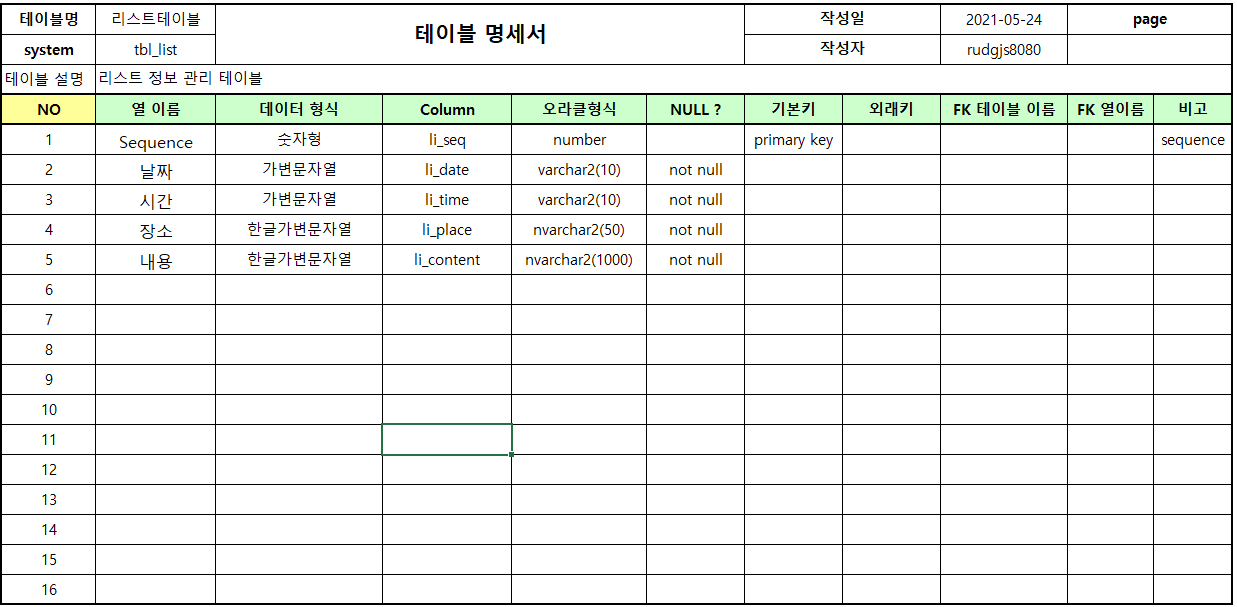 테이블명 리스트테이블 테이블 명세서 작성일 2021-05-24 page
system tbl_list 작성자 rudgjs8080
테이블 설명 리스트 정보 관리 테이블
NO 열 이름 데이터 형식 Column 오라클형식 NULL ? 기본키 외래키 FK 테이블 이름 FK 열이름 비고
1 Sequence 숫자형 li_seq number primary key sequence
2 날짜 가변문자열 li_date varchar2(10) not null
3 시간 가변문자열 li_time varchar2(10) not null
4 장소 한글가변문자열 li_place nvarchar2(50) not null
5 내용 한글가변문자열 li_content nvarchar2(1000) not null
6
7
8
9
10
11
12
13
14
15
16